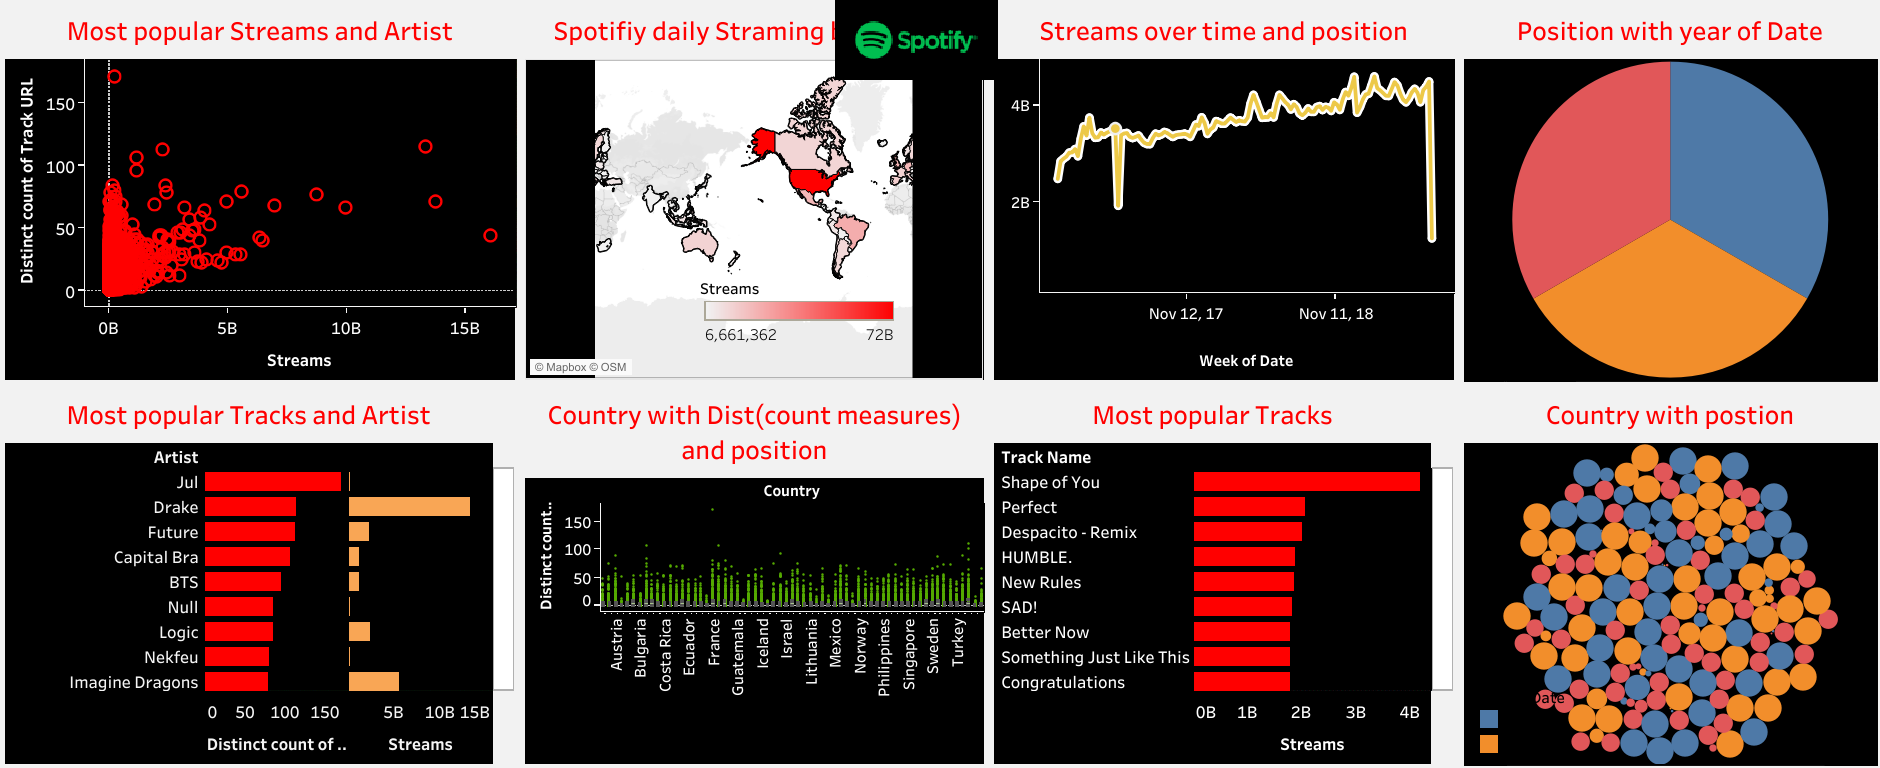 Most popular Streams and Artist
Distinct count of Track URL
150
100
50
0
0B 5B 10B 15B
Streams
Spotifiy daily Straming
Spotify
Streams
6,661,362 72B
© Mapbox © OSM
Streams over time and position
4B
2B
Nov 12, 17 Nov 11, 18
Week of Date
Position with year of Date
Most popular Tracks and Artist
Artist
Jul
Drake
Future
Capital Bra
BTS
Null
Logic
Nekfeu
Imagine Dragons
0 50 100 150 5B 10B 15B
Distinct count of .. Streams
Country with Dist(count measures)
and position
Country
Distinct count..
150
100
50
0
Austria
Bulgaria
Costa Rica
Ecuador
France
Guatemala
Iceland
Israel
Lithuania
Mexico
Norway
Philippines
Singapore
Sweden
Turkey
Most popular Tracks
Track Name
Shape of You
Perfect
Despacito - Remix
HUMBLE.
New Rules
SAD!
Better Now
Something Just Like This
Congratulations
0B 1B 2B 3B 4B
Streams
Country with postion
Date